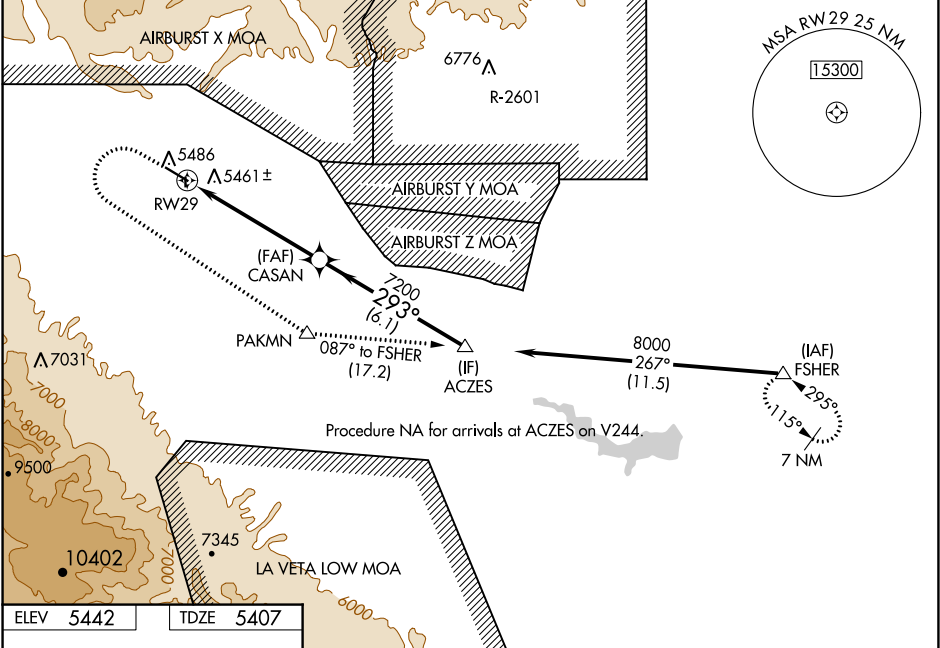 AIRBURST X MOA
6776
R-2601
MSA RW29 25 NM
15300
5486
5461±
RW29
AIRBURST Y MOA
AIRBURST Z MOA
(FAF)
CASAN
7200
293°
(6.1)
PAKMN
087° to FSHER
(17.2)
(IF)
ACZES
8000
267°
(11.5)
(IAF)
FSHER
295°
115°
7 NM
7031
7000
8000
9500
Procedure NA for arrivals at ACZES on V244.
10402
7000
7345
LA VETA LOW MOA
6000
ELEV 5442
TDZE 5407